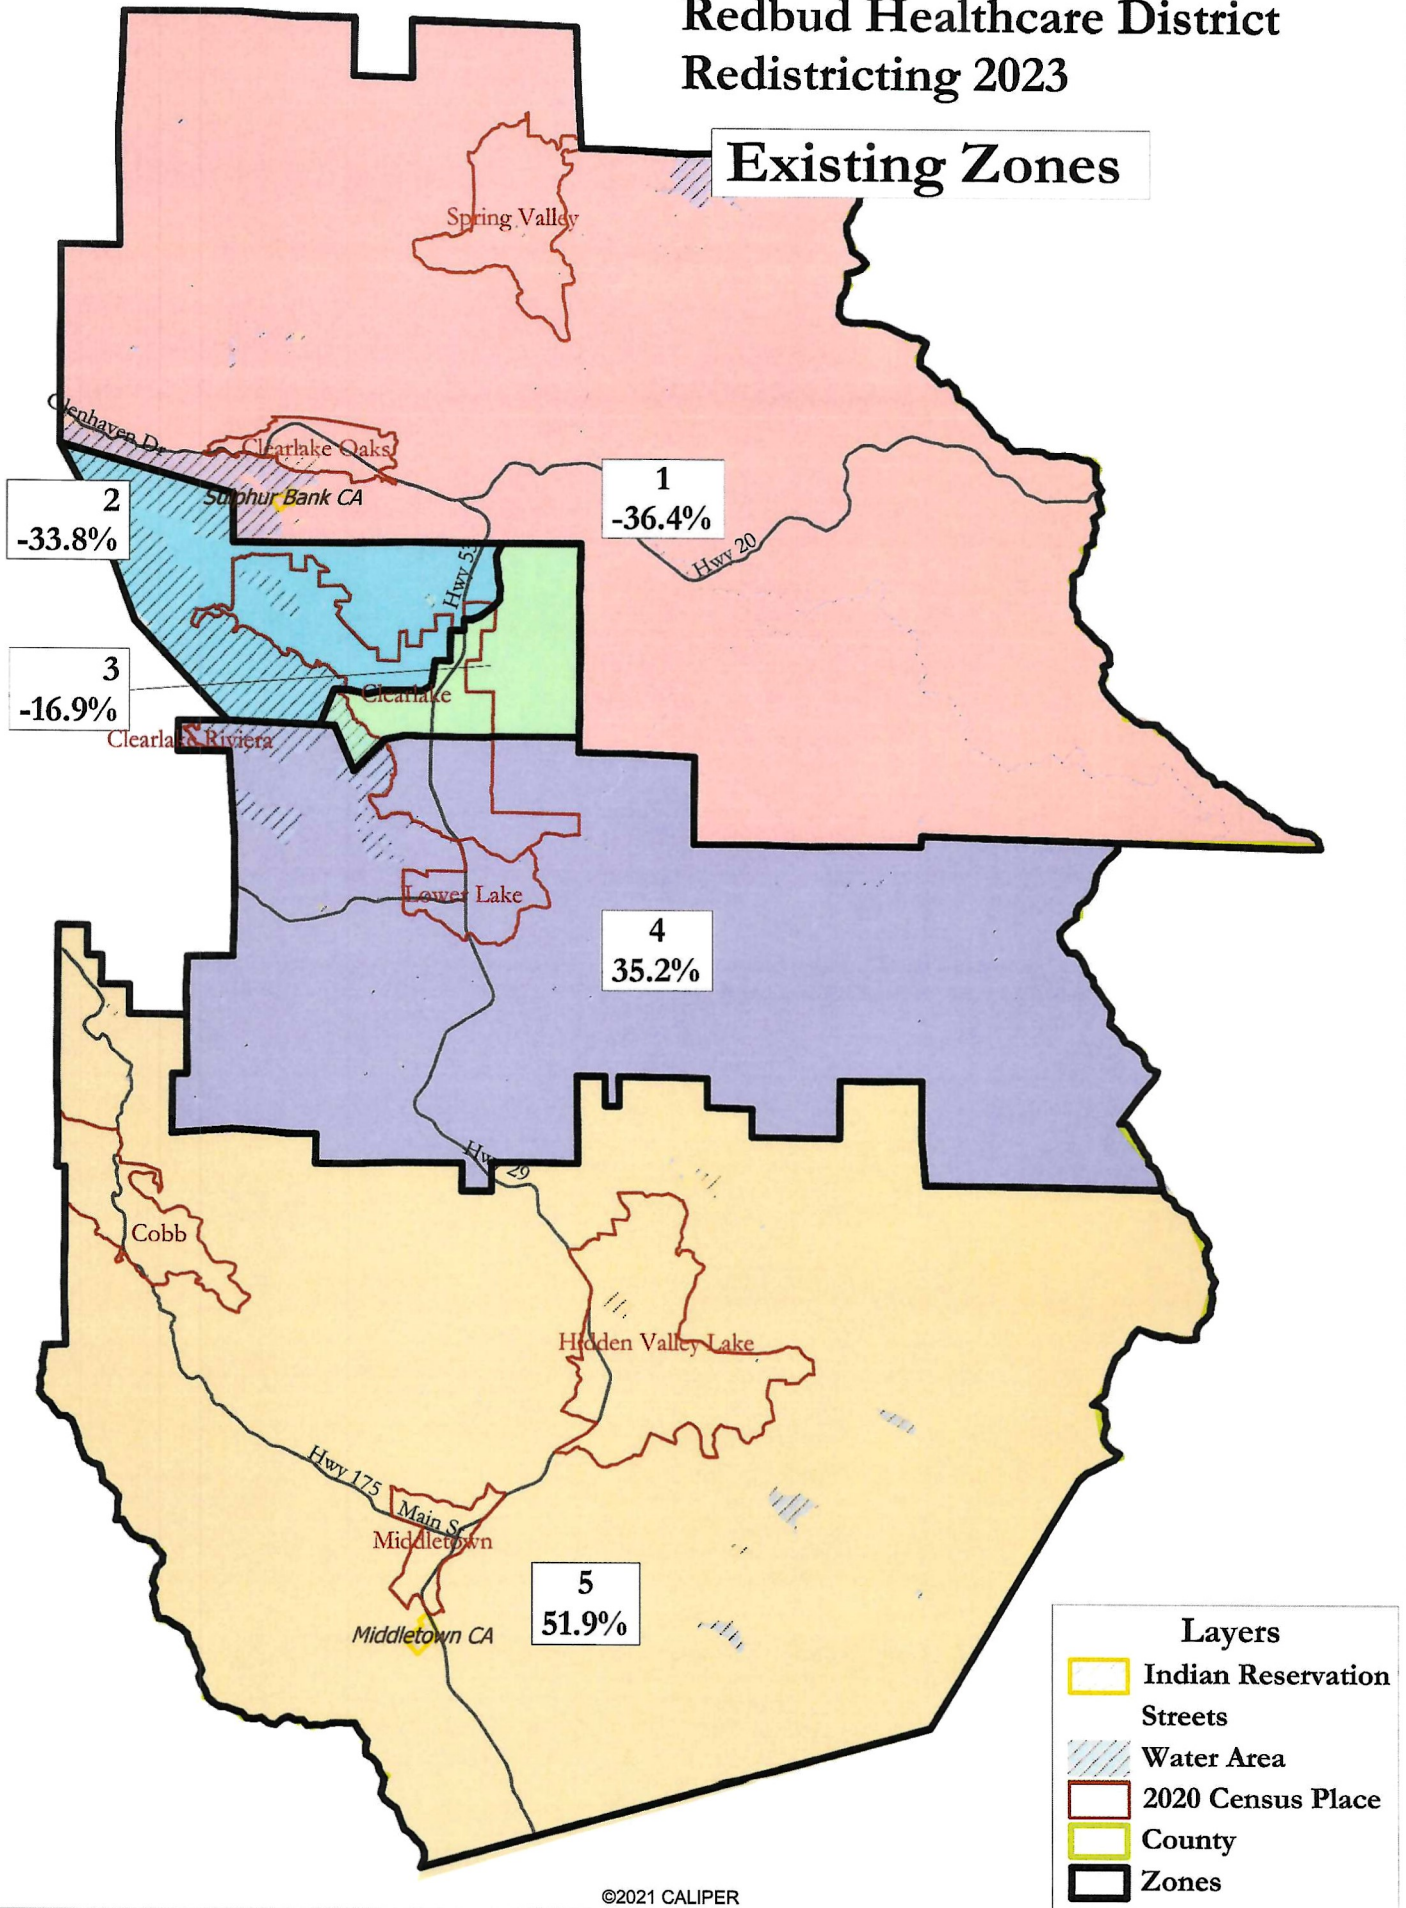 Redbud Healthcare District
Redistricting 2023
Existing Zones
Spring Valley
Glenhaven Dr
Clearlake Oaks
Sulphur Bank CA
1
-36.4%
2
-33.8%
Hwy 20
Hwy 53
3
-16.9%
Clearlake
Clearlake Riviera
Lower Lake
4
35.2%
Hwy 29
Cobb
Hidden Valley Lake
Hwy 175
Main St
Middletown
5
51.9%
Middletown CA
Layers
Indian Reservation
Streets
Water Area
2020 Census Place
County
Zones
©2021 CALIPER